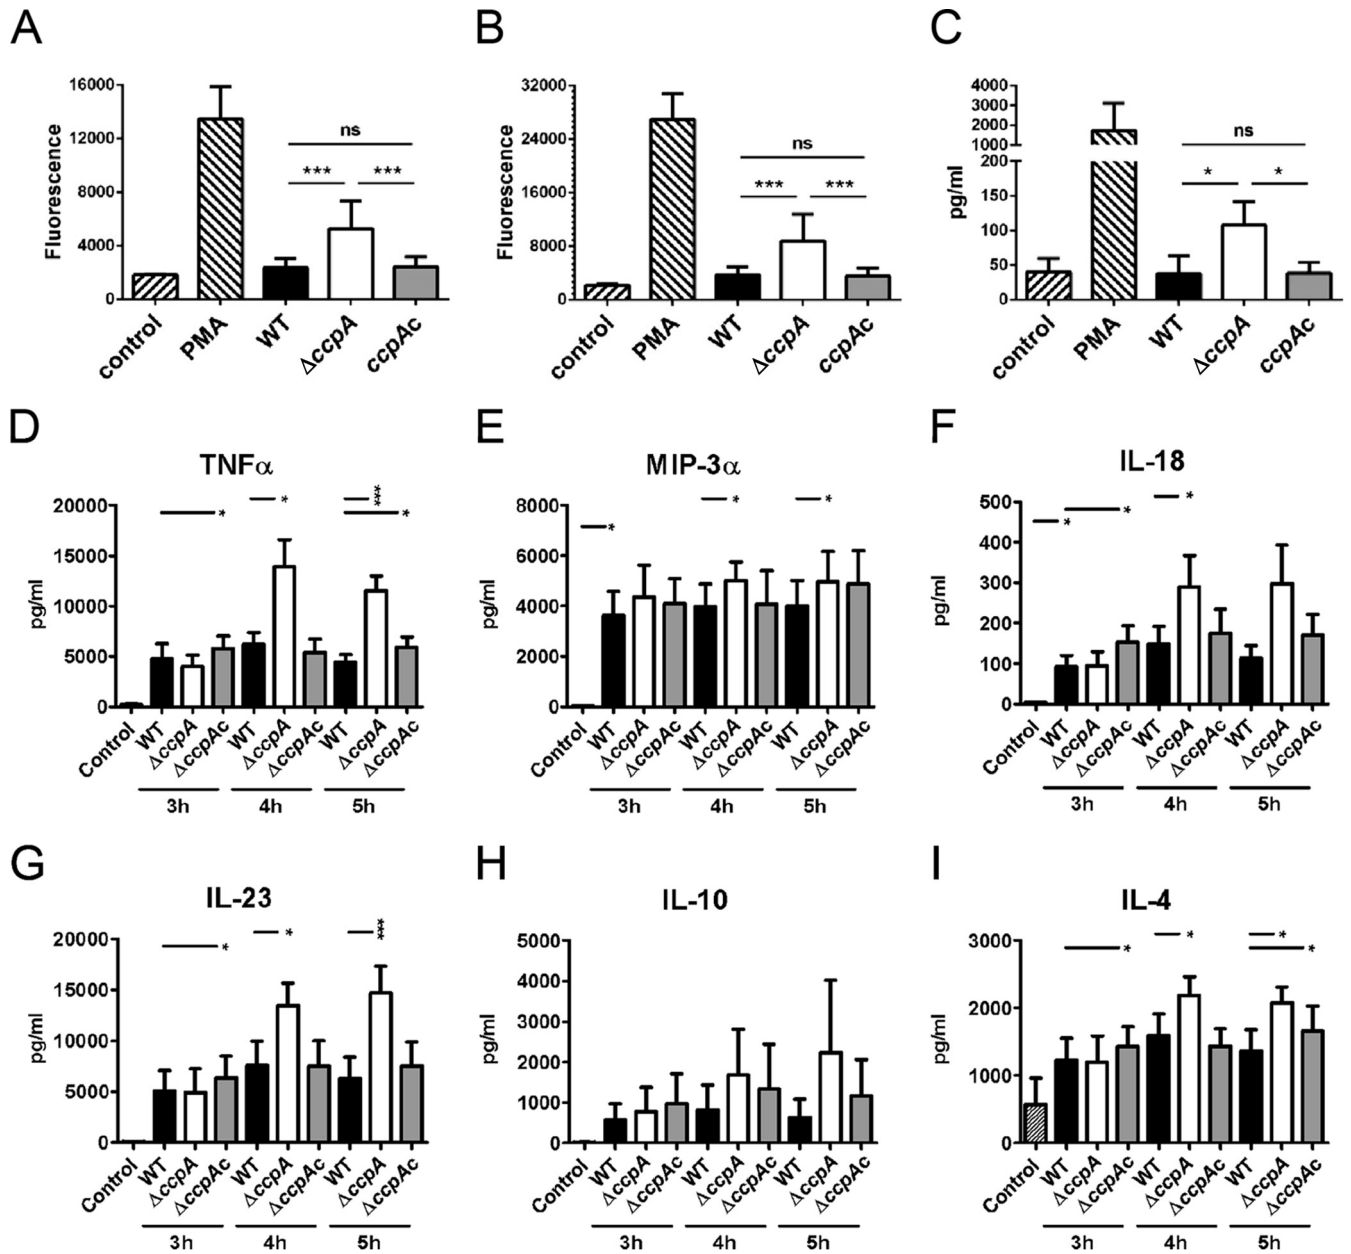 A
16000
12000
8000
4000
0
Fluorescence
ns
*** ***
control PMA WT ΔccpA ccpAc
B
32000
24000
16000
8000
0
Fluorescence
ns
*** ***
control PMA WT ΔccpA ccpAc
C
4000
3000
2000
1000
200
150
100
50
0
pg/ml
ns
* *
control PMA WT ΔccpA ccpAc
D
TNFα
20000
15000
10000
5000
0
pg/ml
* * *** *
Control WT ΔccpA ΔccpAc WT ΔccpA ΔccpAc WT ΔccpA ΔccpAc
3h 4h 5h
E
MIP-3α
8000
6000
4000
2000
0
pg/ml
* * *
Control WT ΔccpA ΔccpAc WT ΔccpA ΔccpAc WT ΔccpA ΔccpAc
3h 4h 5h
F
IL-18
500
400
300
200
100
0
pg/ml
* * *
Control WT ΔccpA ΔccpAc WT ΔccpA ΔccpAc WT ΔccpA ΔccpAc
3h 4h 5h
G
IL-23
20000
15000
10000
5000
0
pg/ml
* * ***
Control WT ΔccpA ΔccpAc WT ΔccpA ΔccpAc WT ΔccpA ΔccpAc
3h 4h 5h
H
IL-10
5000
4000
3000
2000
1000
0
pg/ml
Control WT ΔccpA ΔccpAc WT ΔccpA ΔccpAc WT ΔccpA ΔccpAc
3h 4h 5h
I
IL-4
3000
2000
1000
0
pg/ml
* * * *
Control WT ΔccpA ΔccpAc WT ΔccpA ΔccpAc WT ΔccpA ΔccpAc
3h 4h 5h